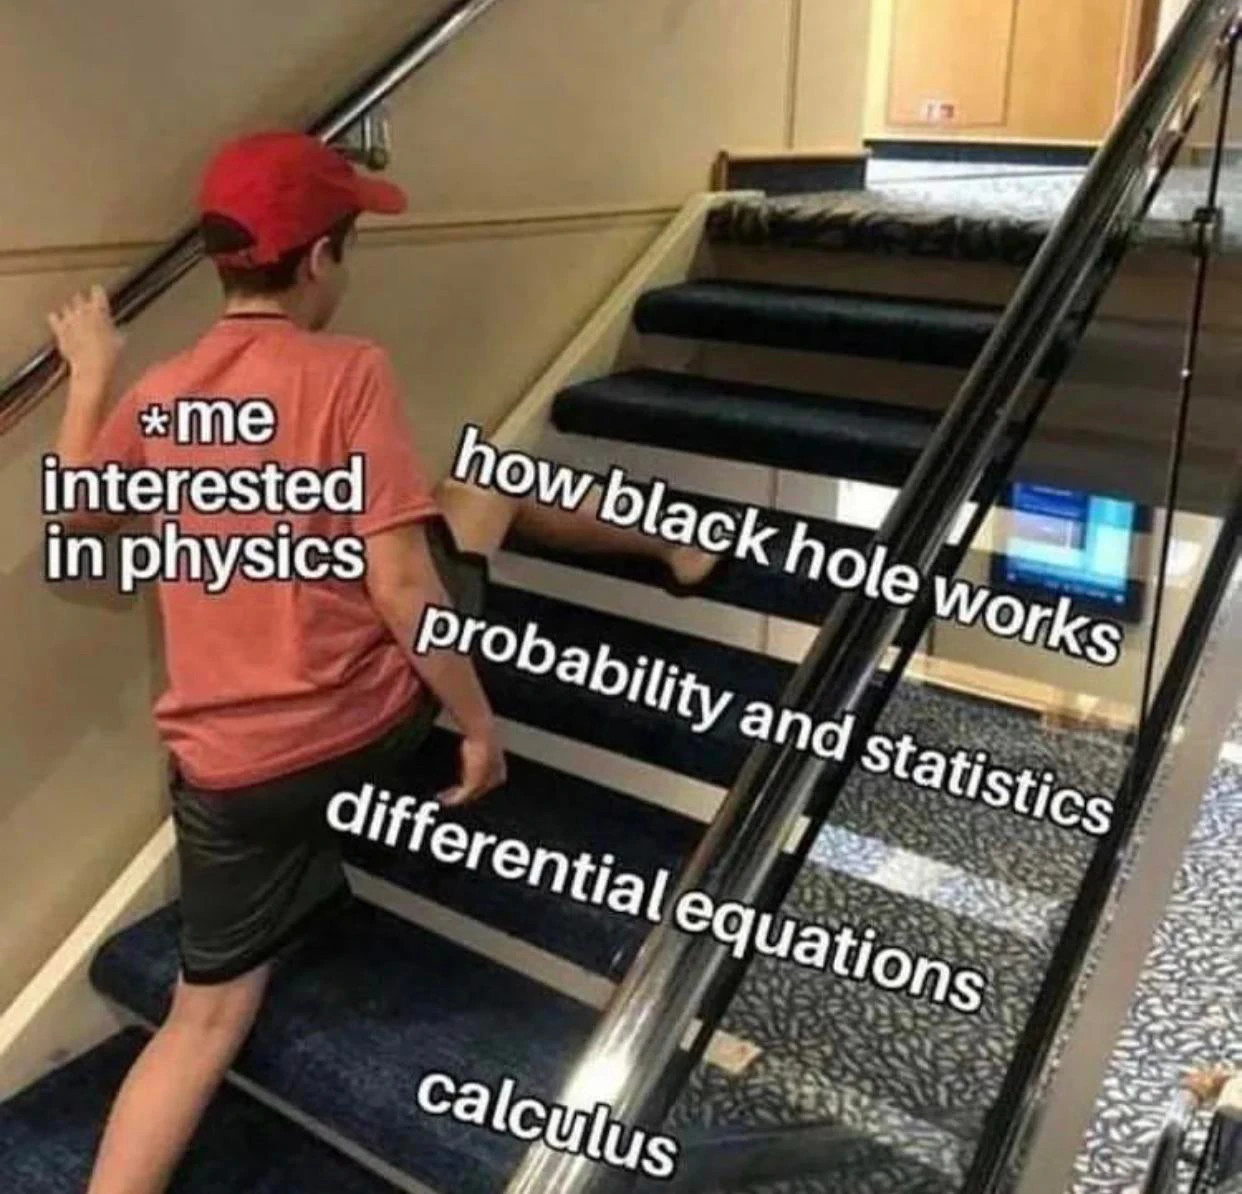 *me
interested
in physics
how black hole works
probability and statistics
differential equations
calculus